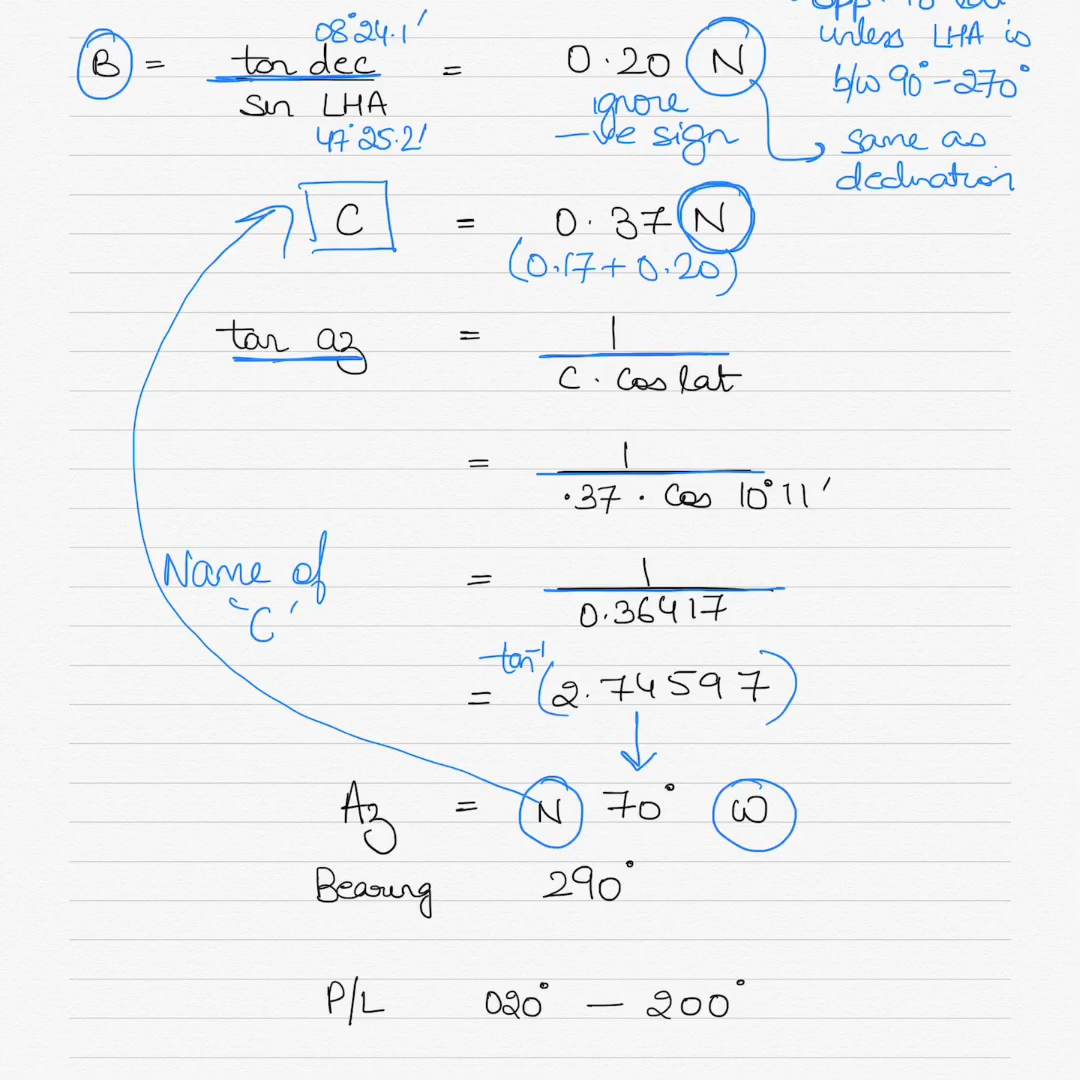 08°24.1'
unless LHA is
B = tan dec = 0.20 N
b/w 90° - 270°
sin LHA
ignore
47°25.2'
-ve sign
same as
declination
C = 0.37 N
(0.17 + 0.20)
tan az = 1
C. cos lat
= 1
.37 . cos 10°11'
Name of
"C"
= 1
0.36417
= tan-1 (2.74597)
Az = N 70° W
Bearing 290°
P/L 020° - 200°